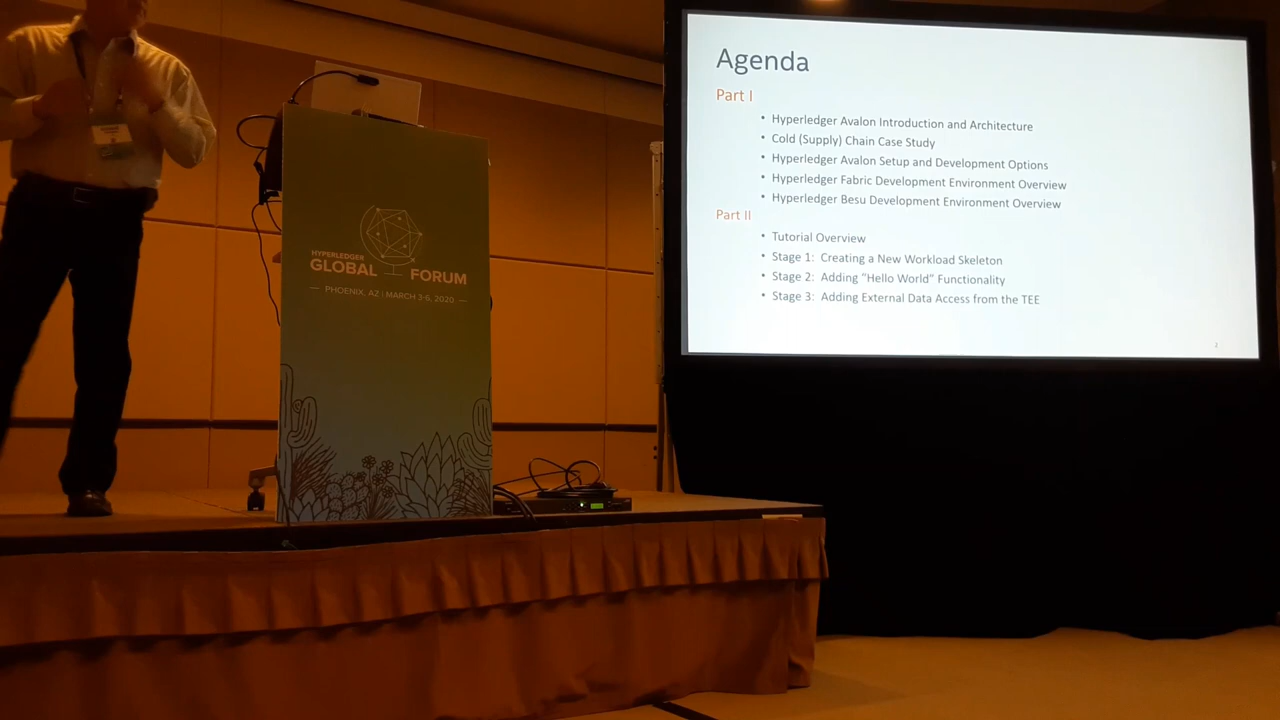 Agenda
Part I
• Hyperledger Avalon Introduction and Architecture
• Cold (Supply) Chain Case Study
• Hyperledger Avalon Setup and Development Options
• Hyperledger Fabric Development Environment Overview
• Hyperledger Besu Development Environment Overview
Part II
• Tutorial Overview
• Stage 1: Creating a New Workload Skeleton
• Stage 2: Adding "Hello World" Functionality
• Stage 3: Adding External Data Access from the TEE
2
HYPERLEDGER
GLOBAL FORUM
— PHOENIX, AZ | MARCH 3-6, 2020 —